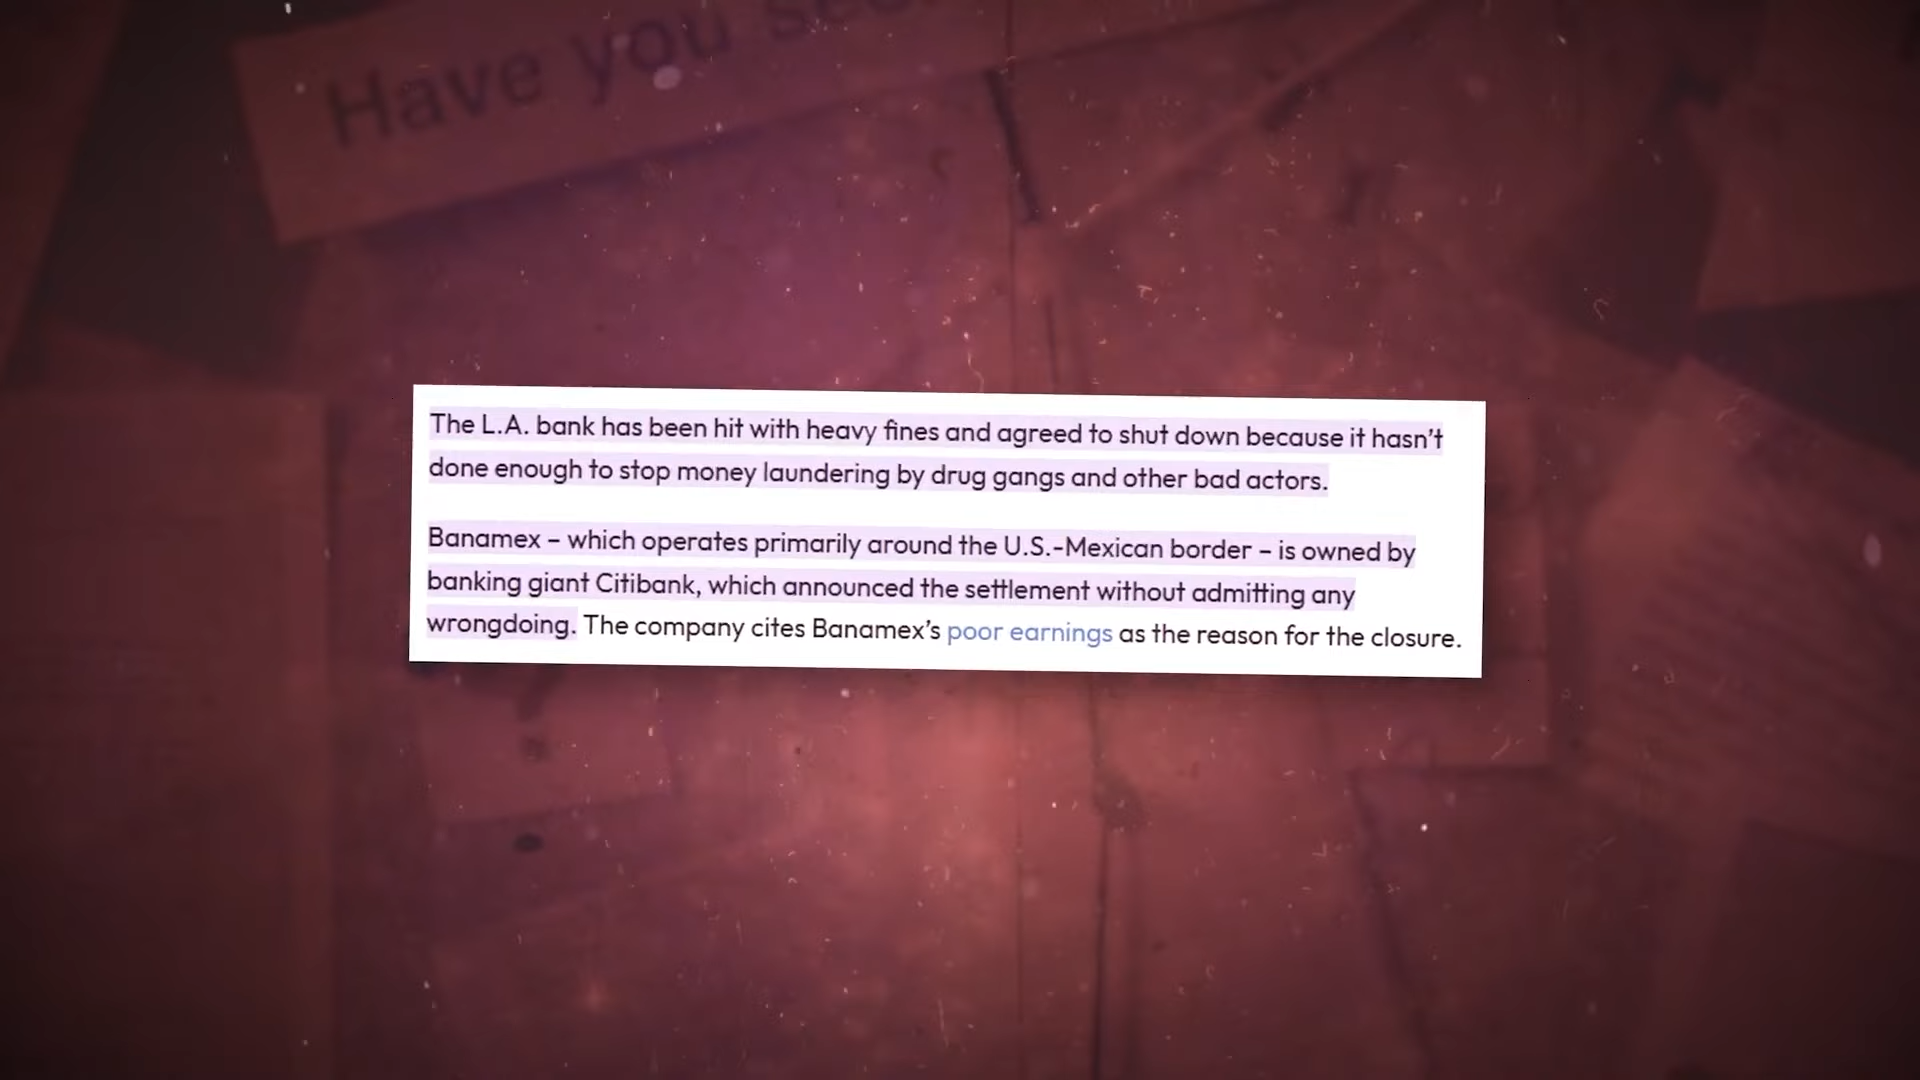 Have you
The L.A. bank has been hit with heavy fines and agreed to shut down because it hasn't
done enough to stop money laundering by drug gangs and other bad actors.
Banamex – which operates primarily around the U.S.-Mexican border – is owned by
banking giant Citibank, which announced the settlement without admitting any
wrongdoing. The company cites Banamex's poor earnings as the reason for the closure.